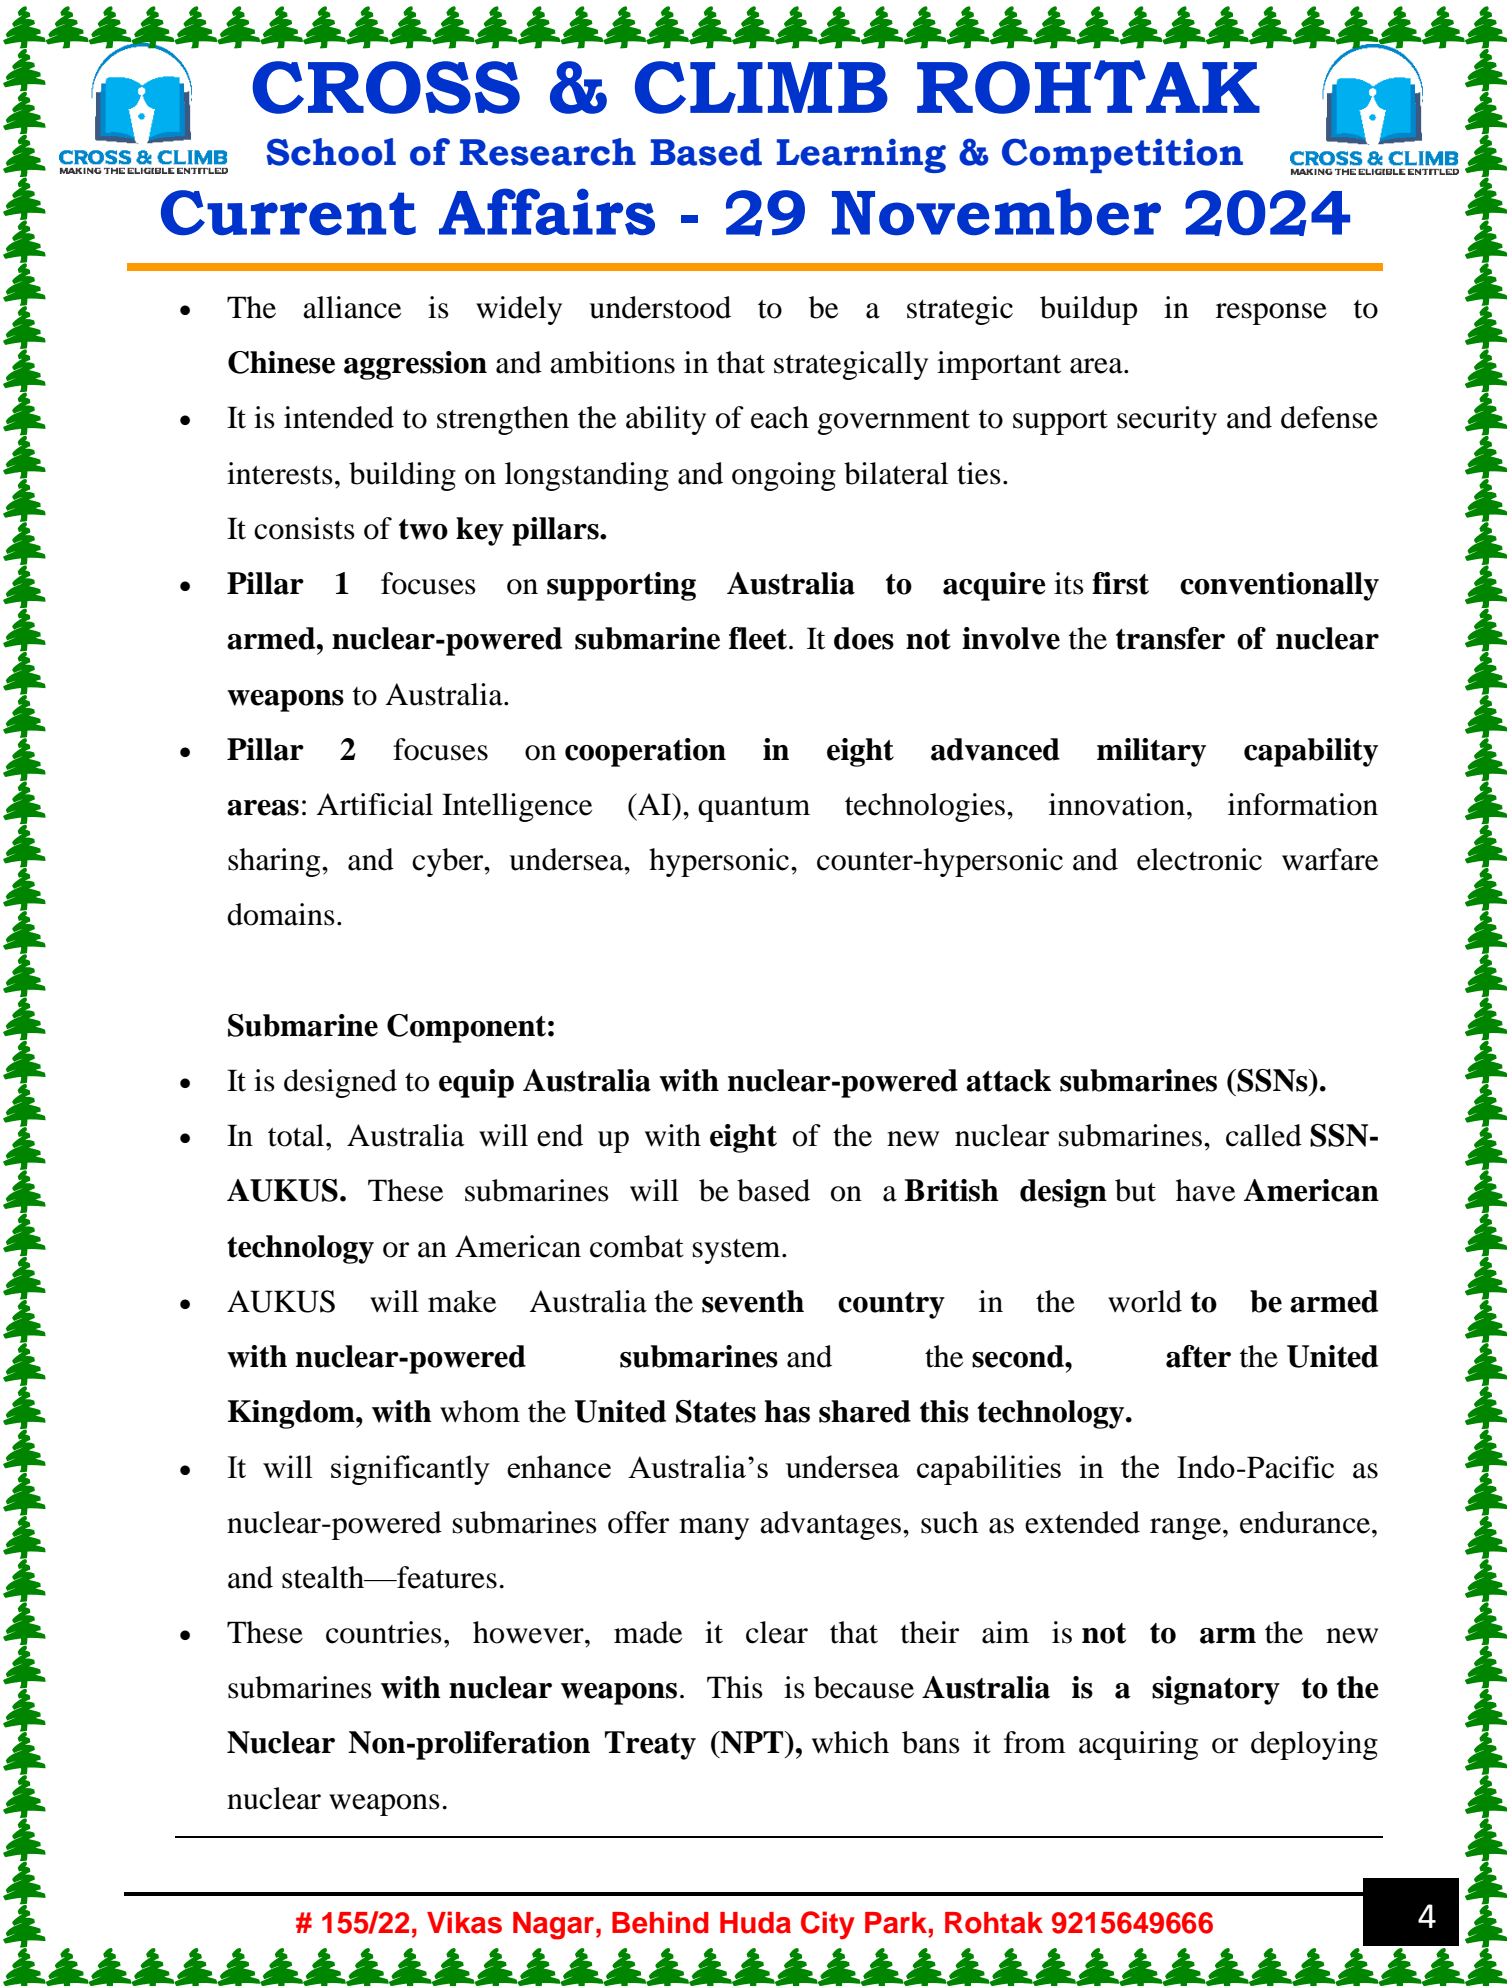 CROSS & CLIMB ROHTAK
School of Research Based Learning & Competition
CROSS & CLIMB
MAKING THE ELIGIBLE ENTITLED
CROSS & CLIMB
MAKING THE ELIGIBLE ENTITLED
Current Affairs - 29 November 2024
• The alliance is widely understood to be a strategic buildup in response to
Chinese aggression and ambitions in that strategically important area.
• It is intended to strengthen the ability of each government to support security and defense
interests, building on longstanding and ongoing bilateral ties.
It consists of two key pillars.
• Pillar 1 focuses on supporting Australia to acquire its first conventionally
armed, nuclear-powered submarine fleet. It does not involve the transfer of nuclear
weapons to Australia.
• Pillar 2 focuses on cooperation in eight advanced military capability
areas: Artificial Intelligence (AI), quantum technologies, innovation, information
sharing, and cyber, undersea, hypersonic, counter-hypersonic and electronic warfare
domains.
Submarine Component:
• It is designed to equip Australia with nuclear-powered attack submarines (SSNs).
• In total, Australia will end up with eight of the new nuclear submarines, called SSN-
AUKUS. These submarines will be based on a British design but have American
technology or an American combat system.
• AUKUS will make Australia the seventh country in the world to be armed
with nuclear-powered submarines and the second, after the United
Kingdom, with whom the United States has shared this technology.
• It will significantly enhance Australia’s undersea capabilities in the Indo-Pacific as
nuclear-powered submarines offer many advantages, such as extended range, endurance,
and stealth—features.
• These countries, however, made it clear that their aim is not to arm the new
submarines with nuclear weapons. This is because Australia is a signatory to the
Nuclear Non-proliferation Treaty (NPT), which bans it from acquiring or deploying
nuclear weapons.
# 155/22, Vikas Nagar, Behind Huda City Park, Rohtak 9215649666
4